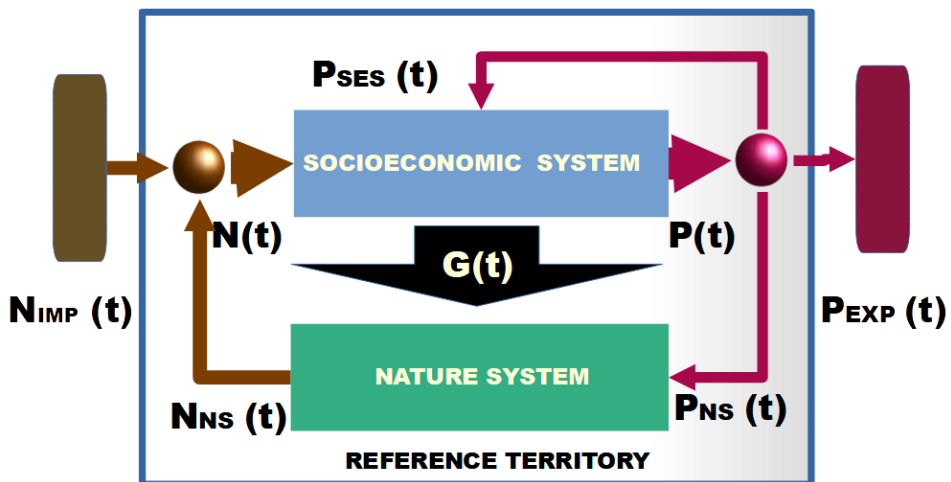 PSES (t)
SOCIOECONOMIC SYSTEM
N(t)
P(t)
G(t)
NIMP (t)
PEXP (t)
NATURE SYSTEM
NNS (t)
PNS (t)
REFERENCE TERRITORY